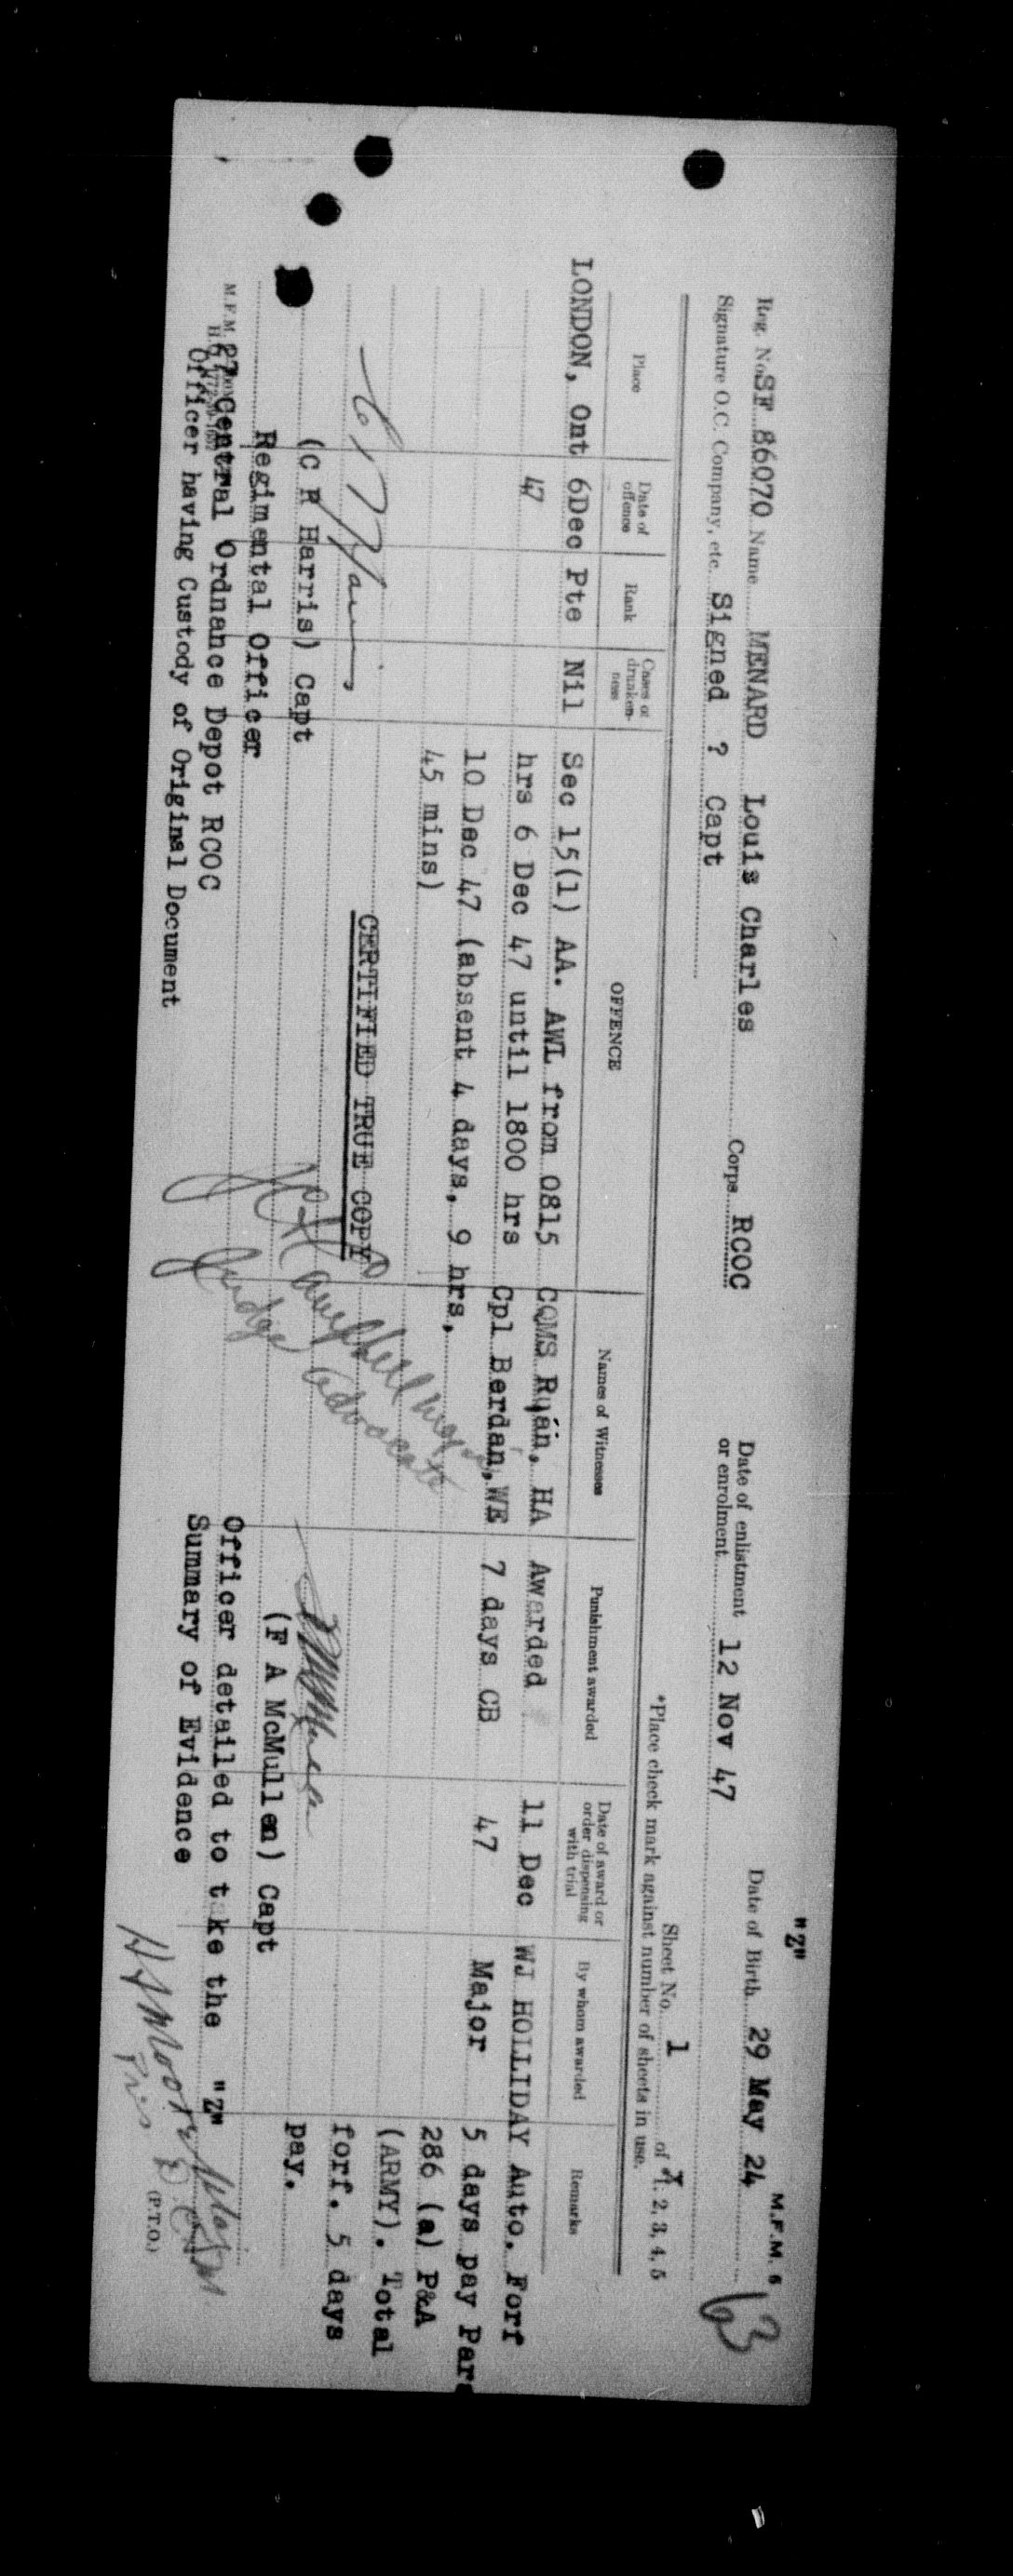 "Z"
M.F.M. 6
63
Reg. No. SF 86070 Name MENARD Louis Charles Corps RCOC Date of enlistment or enrolment 12 Nov 47 Date of Birth 29 May 24
Signature O.C. Company, etc. Signed ? Capt
Sheet No. 1 of 1, 2, 3, 4, 5
*Place check mark against number of sheets in use.
Place Date of offence Rank Cases of drunken-ness OFFENCE Names of Witnesses Punishment awarded Date of award or order dispensing with trial By whom awarded Remarks
LONDON, Ont 6Dec Pte Nil Sec 15(1) AA. AWL from 0815 CQMS Ryan, HA Awarded 11 Dec WJ HOLLIDAY Auto. Forf
47 hrs 6 Dec 47 until 1800 hrs Cpl Berdan, WE 7 days CB 47 Major 5 days pay Para
10 Dec 47 (absent 4 days, 9 hrs, 286 (a) P&A
45 mins) (ARMY). Total
forf. 5 days
pay.
CERTIFIED TRUE COPY
(C R Harris) Capt
Regimental Officer
27 Central Ordnance Depot RCOC
Officer having Custody of Original Document
Campbell Major
Judge Advocate
(F A McMullen) Capt
Officer detailed to take the "Z"
Summary of Evidence
M.F.M.
(P.T.O.)